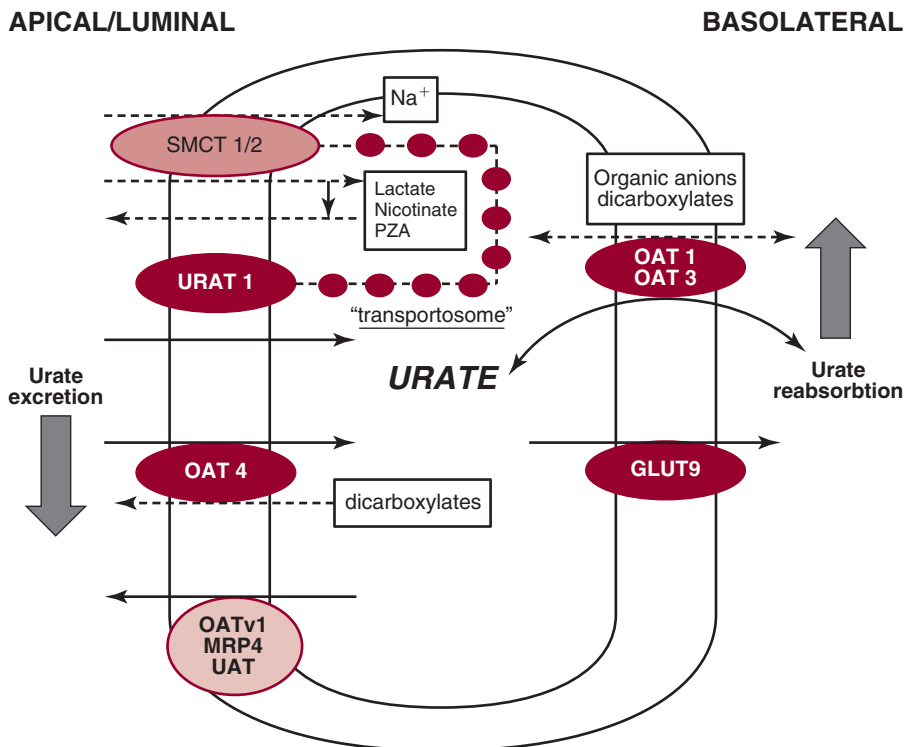 APICAL/LUMINAL
BASOLATERAL
Na+
SMCT 1/2
Lactate
Nicotinate
PZA
Organic anions
dicarboxylates
URAT 1
OAT 1
OAT 3
“transportosome”
URATE
Urate
excretion
Urate
reabsorbtion
OAT 4
GLUT9
dicarboxylates
OATv1
MRP4
UAT